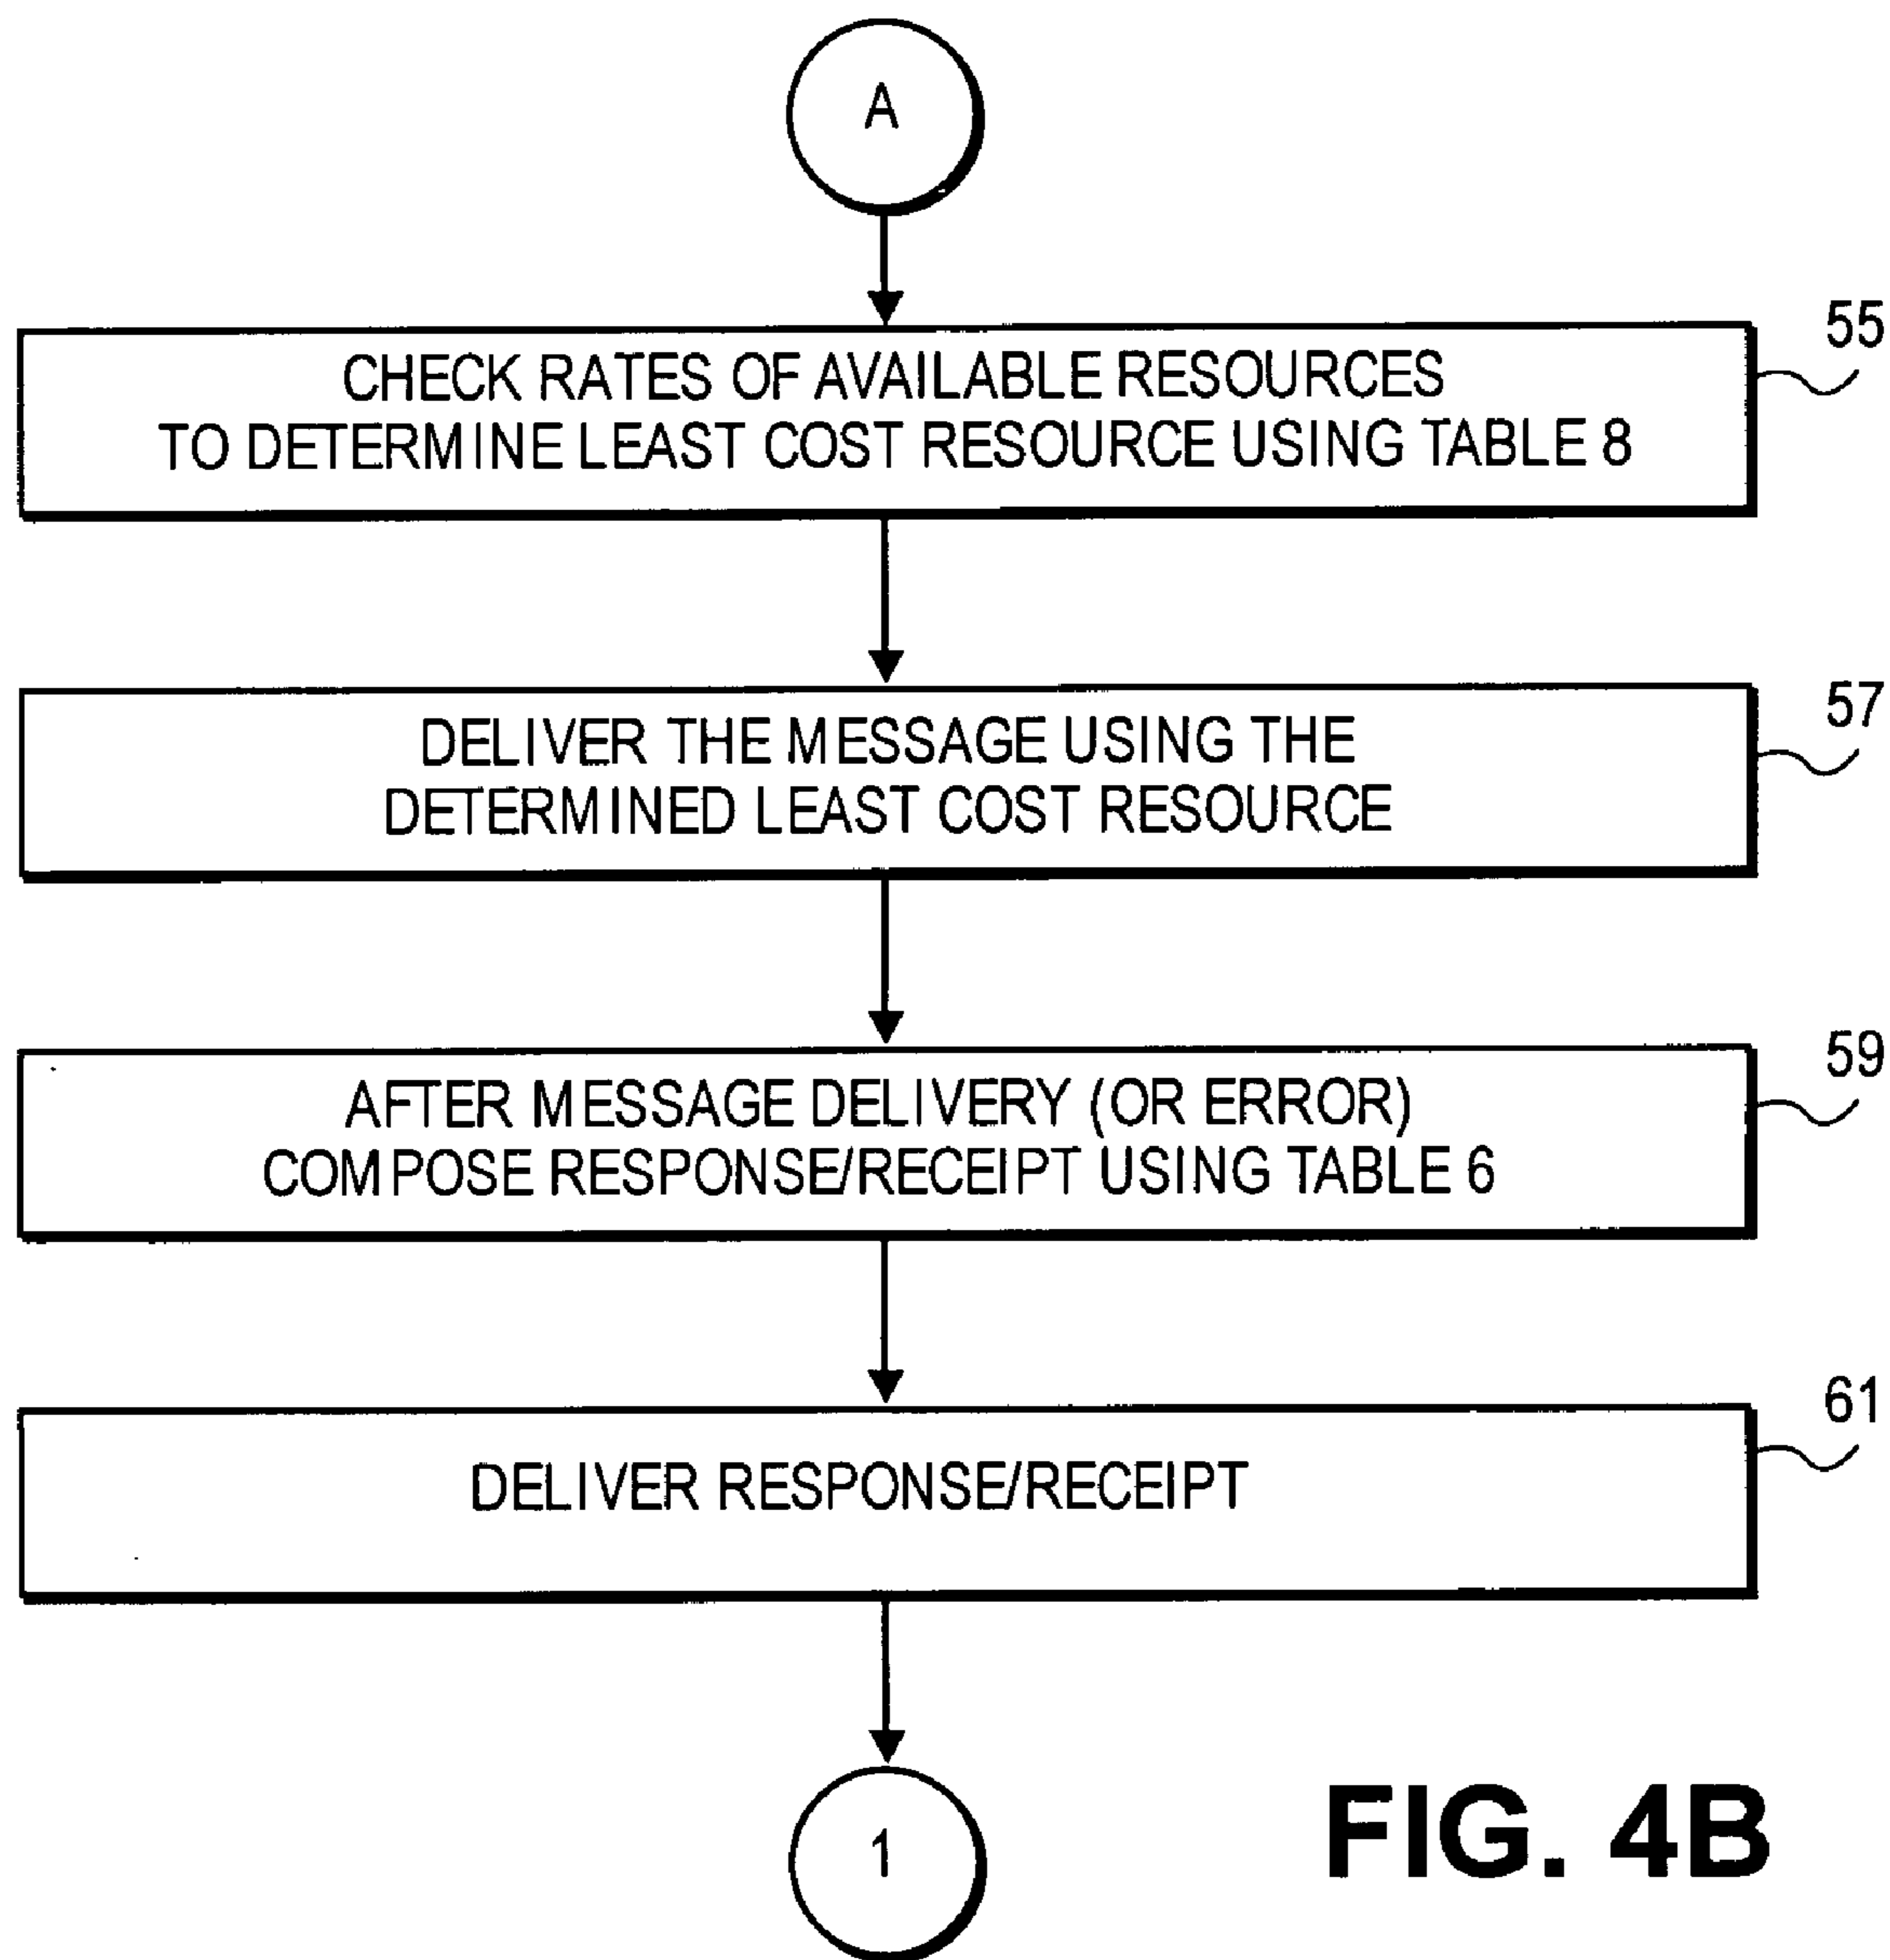 A
55
CHECK RATES OF AVAILABLE RESOURCES
TO DETERMINE LEAST COST RESOURCE USING TABLE 8
57
DELIVER THE MESSAGE USING THE
DETERMINED LEAST COST RESOURCE
59
AFTER MESSAGE DELIVERY (OR ERROR)
COMPOSE RESPONSE/RECEIPT USING TABLE 6
61
DELIVER RESPONSE/RECEIPT
1
FIG. 4B